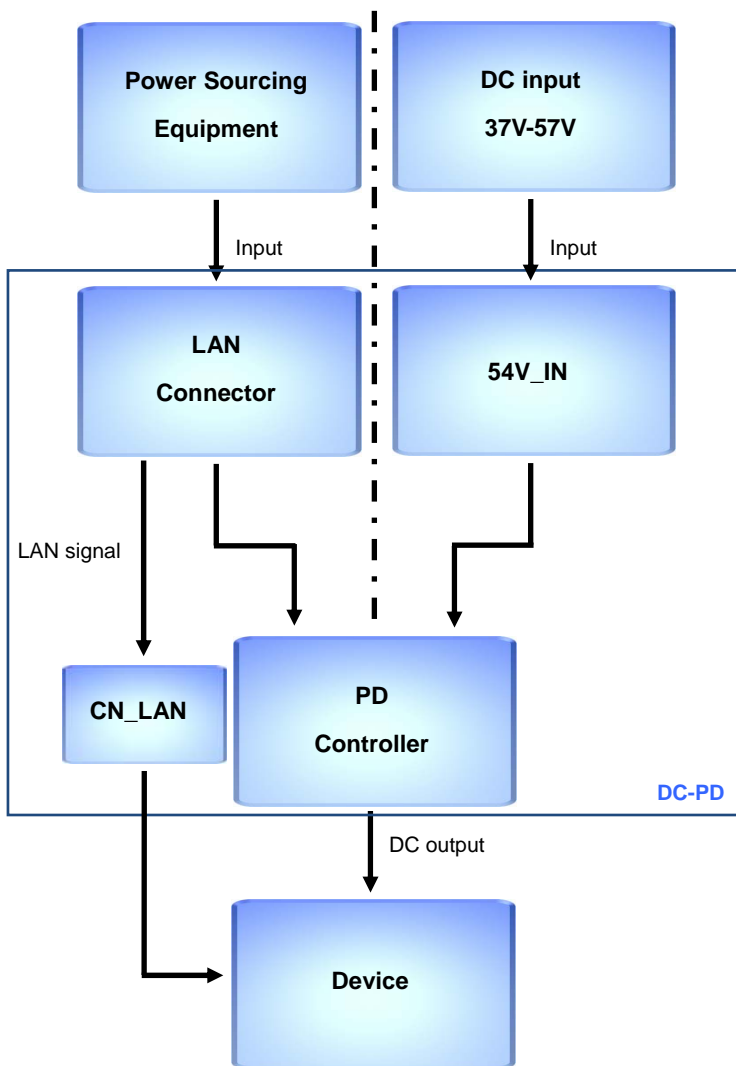 Power Sourcing
Equipment
DC input
37V-57V
Input
Input
LAN
Connector
54V_IN
LAN signal
CN_LAN
PD
Controller
DC-PD
DC output
Device